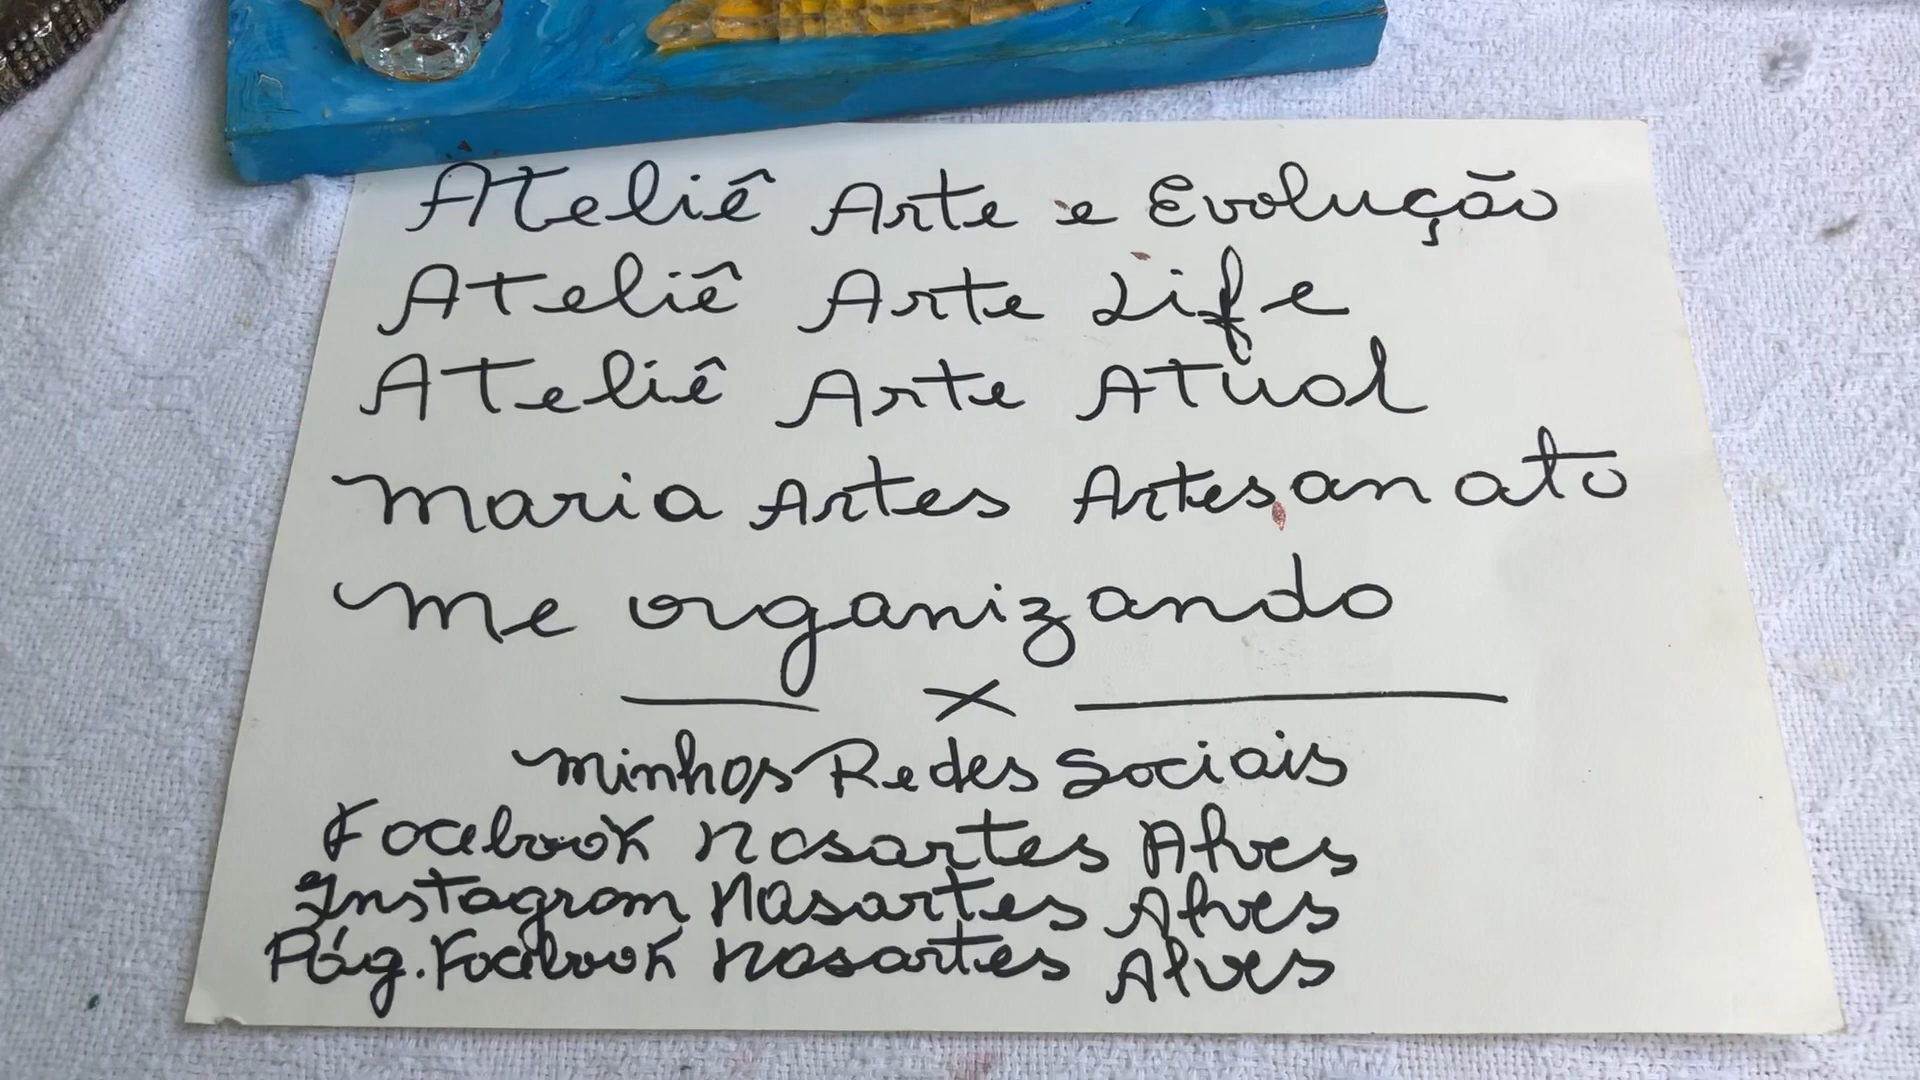 Ateliê Arte e Evolução
Ateliê Arte Life
Ateliê Arte Atual
Maria Artes Artesanato
Me organizando
X
Minhas Redes Sociais
Facebook Nasartes Alves
Instagram Nasartes Alves
Pág. Facebook Nasartes Alves